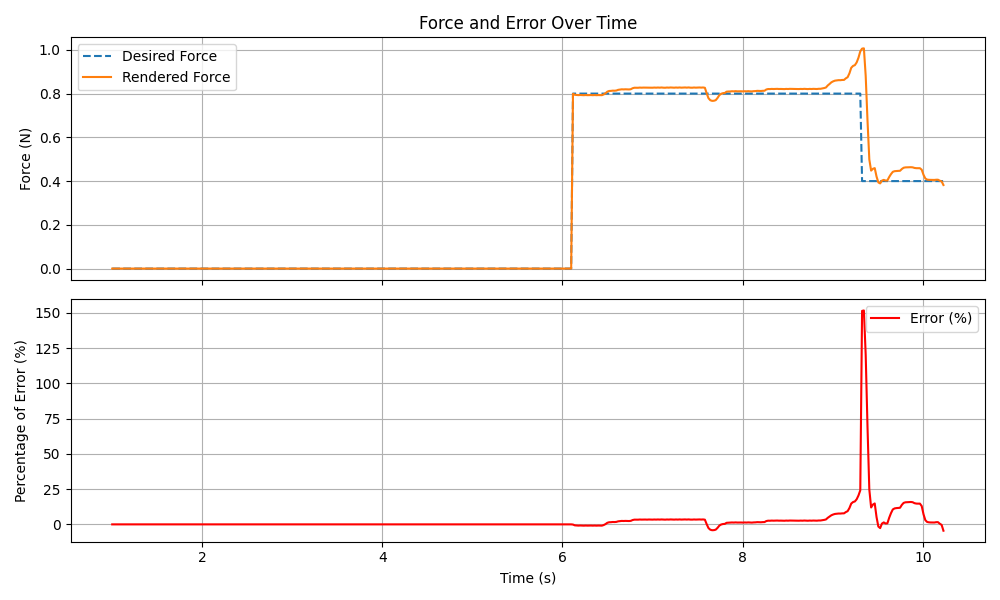 Force and Error Over Time
Desired Force
Rendered Force
Force (N)
1.0
0.8
0.6
0.4
0.2
0.0
Error (%)
Percentage of Error (%)
150
125
100
75
50
25
0
2 4 6 8 10
Time (s)